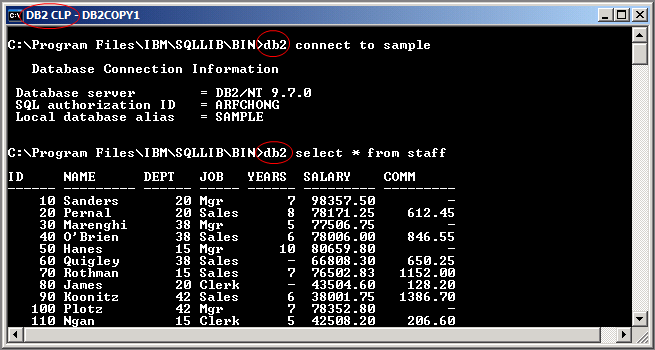 DB2 CLP - DB2COPY1
C:\Program Files\IBM\SQLLIB\BIN>db2 connect to sample
Database Connection Information
Database server = DB2/NT 9.7.0
SQL authorization ID = ARFCHONG
Local database alias = SAMPLE
C:\Program Files\IBM\SQLLIB\BIN>db2 select * from staff
ID NAME DEPT JOB YEARS SALARY COMM
------ --------- ------ ----- ------ --------- ---------
10 Sanders 20 Mgr 7 98357.50 -
20 Pernal 20 Sales 8 78171.25 612.45
30 Marenghi 38 Mgr 5 77506.75 -
40 O'Brien 38 Sales 6 78006.00 846.55
50 Hanes 15 Mgr 10 80659.80 -
60 Quigley 38 Sales - 66808.30 650.25
70 Rothman 15 Sales 7 76502.83 1152.00
80 James 20 Clerk - 43504.60 128.20
90 Koonitz 42 Sales 6 38001.75 1386.70
100 Plotz 42 Mgr 7 78352.80 -
110 Ngan 15 Clerk 5 42508.20 206.60